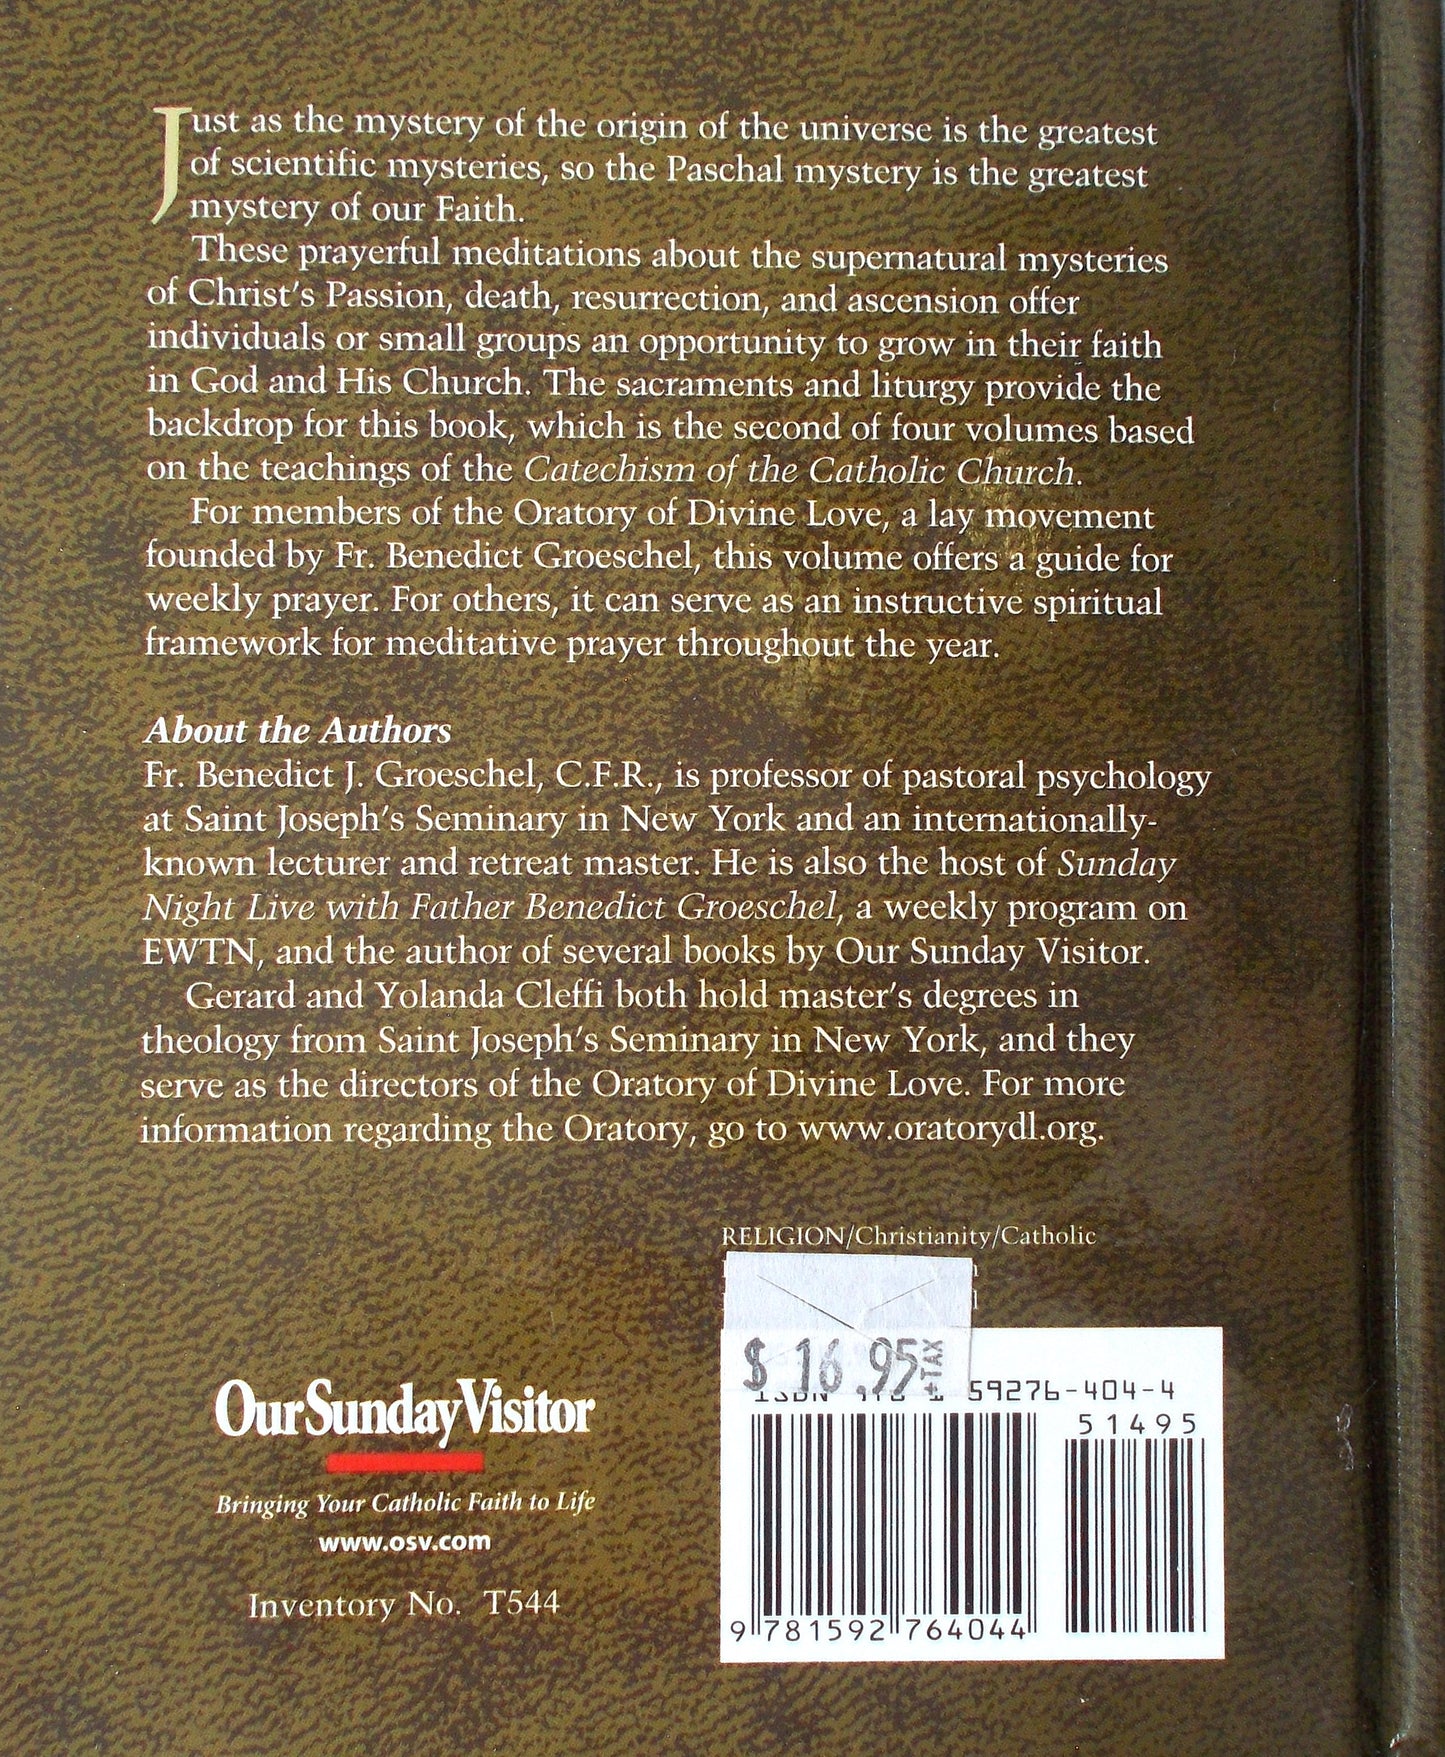 Just as the mystery of the origin of the universe is the greatest
of scientific mysteries, so the Paschal mystery is the greatest
mystery of our Faith.
These prayerful meditations about the supernatural mysteries
of Christ's Passion, death, resurrection, and ascension offer
individuals or small groups an opportunity to grow in their faith
in God and His Church. The sacraments and liturgy provide the
backdrop for this book, which is the second of four volumes based
on the teachings of the Catechism of the Catholic Church.
For members of the Oratory of Divine Love, a lay movement
founded by Fr. Benedict Groeschel, this volume offers a guide for
weekly prayer. For others, it can serve as an instructive spiritual
framework for meditative prayer throughout the year.
About the Authors
Fr. Benedict J. Groeschel, C.F.R., is professor of pastoral psychology
at Saint Joseph's Seminary in New York and an internationally-
known lecturer and retreat master. He is also the host of Sunday
Night Live with Father Benedict Groeschel, a weekly program on
EWTN, and the author of several books by Our Sunday Visitor.
Gerard and Yolanda Cleffi both hold master's degrees in
theology from Saint Joseph's Seminary in New York, and they
serve as the directors of the Oratory of Divine Love. For more
information regarding the Oratory, go to www.oratorydl.org.
RELIGION/Christianity/Catholic
$ 16.95 +TAX
59276-404-4
51495
9 781592 764044
OurSundayVisitor
Bringing Your Catholic Faith to Life
www.osv.com
Inventory No. T544